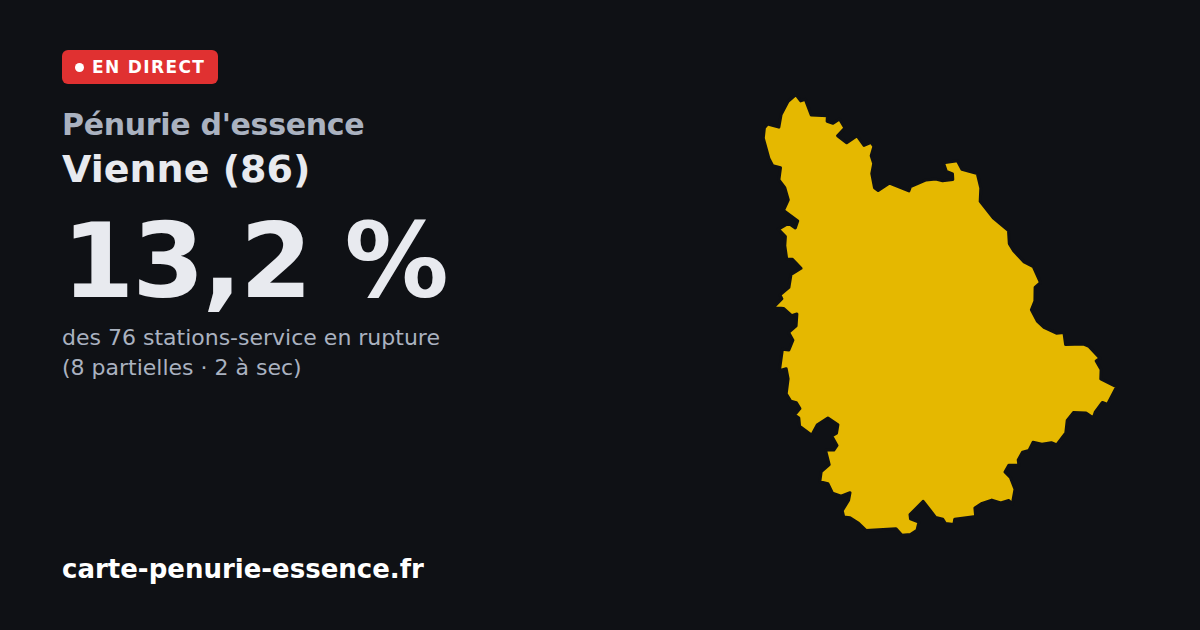 EN DIRECT
Pénurie d'essence
Vienne (86)
13,2 %
des 76 stations-service en rupture
(8 partielles · 2 à sec)
carte-penurie-essence.fr